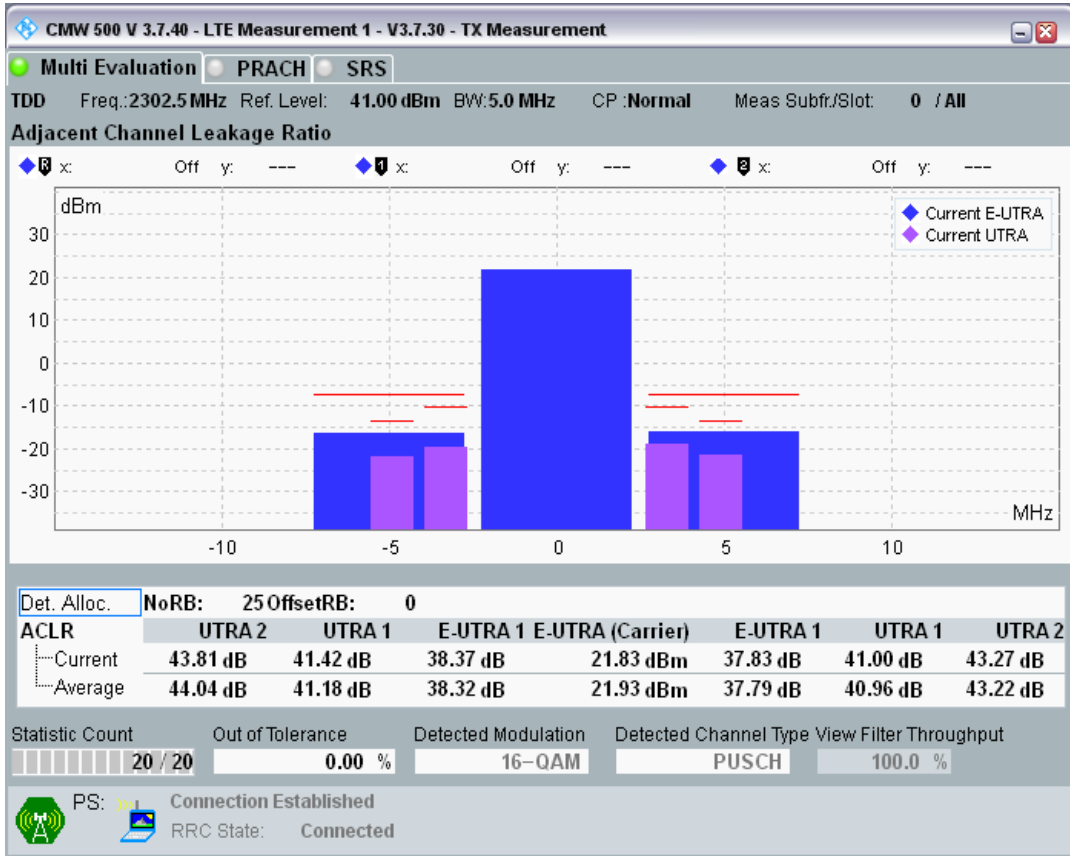 CMW 500 V 3.7.40 - LTE Measurement 1 - V3.7.30 - TX Measurement
Multi Evaluation PRACH SRS
TDD Freq.:2302.5 MHz Ref. Level: 41.00 dBm BW:5.0 MHz CP :Normal Meas Subfr./Slot: 0 / All
Adjacent Channel Leakage Ratio
R x: Off y: --- 1 x: Off y: --- 2 x: Off y: ---
dBm
Current E-UTRA
Current UTRA
30
20
10
0
-10
-20
-30
MHz
-10 -5 0 5 10
Det. Alloc. NoRB: 25 OffsetRB: 0
ACLR UTRA 2 UTRA 1 E-UTRA 1 E-UTRA (Carrier) E-UTRA 1 UTRA 1 UTRA 2
Current 43.81 dB 41.42 dB 38.37 dB 21.83 dBm 37.83 dB 41.00 dB 43.27 dB
Average 44.04 dB 41.18 dB 38.32 dB 21.93 dBm 37.79 dB 40.96 dB 43.22 dB
Statistic Count Out of Tolerance Detected Modulation Detected Channel Type View Filter Throughput
20 / 20 0.00 % 16-QAM PUSCH 100.0 %
PS: Connection Established
RRC State: Connected